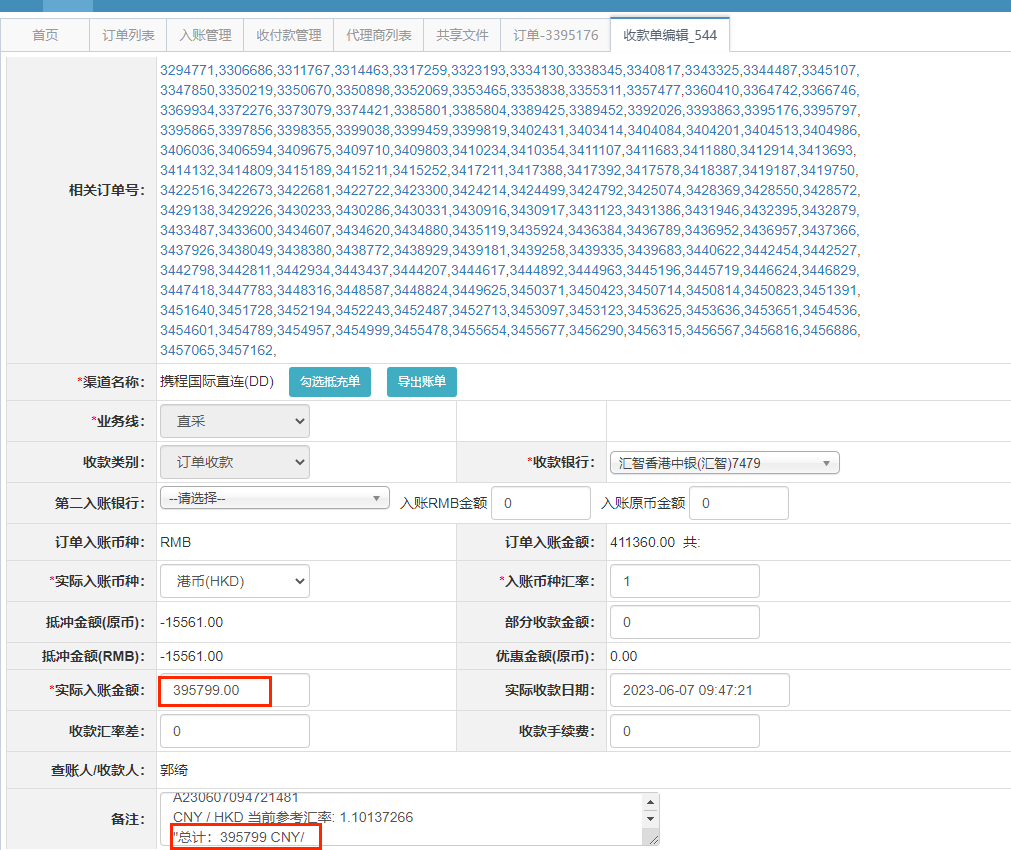 首页 订单列表 入账管理 收付款管理 代理商列表 共享文件 订单-3395176 收款单编辑_544
3294771,3306686,3311767,3314463,3317259,3323193,3334130,3338345,3340817,3343325,3344487,3345107,
3347850,3350219,3350670,3350898,3352069,3353465,3353838,3355311,3357477,3360410,3364742,3366746,
3369934,3372276,3373079,3374421,3385801,3385804,3389425,3389452,3392026,3393863,3395176,3395797,
3395865,3397856,3398355,3399038,3399459,3399819,3402431,3403414,3404084,3404201,3404513,3404986,
3406036,3406594,3409675,3409710,3409803,3410234,3410354,3411107,3411683,3411880,3412914,3413693,
3414132,3414809,3415189,3415211,3415252,3417211,3417388,3417392,3417578,3418387,3419187,3419750,
相关订单号: 3422516,3422673,3422681,3422722,3423300,3424214,3424499,3424792,3425074,3428369,3428550,3428572,
3429138,3429226,3430233,3430286,3430331,3430916,3430917,3431123,3431386,3431946,3432395,3432879,
3433487,3433600,3434607,3434620,3434880,3435119,3435924,3436384,3436789,3436952,3436957,3437366,
3437926,3438049,3438380,3438772,3438929,3439181,3439258,3439335,3439683,3440622,3442454,3442527,
3442798,3442811,3442934,3443437,3444207,3444617,3444892,3444963,3445196,3445719,3446624,3446829,
3447418,3447783,3448316,3448587,3448824,3449625,3450371,3450423,3450714,3450814,3450823,3451391,
3451640,3451728,3452194,3452243,3452487,3452713,3453097,3453123,3453625,3453636,3453651,3454536,
3454601,3454789,3454957,3454999,3455478,3455654,3455677,3456290,3456315,3456567,3456816,3456886,
3457065,3457162,
*渠道名称: 携程国际直连(DD) 勾选抵充单 导出账单
*业务线: 直采
收款类别: 订单收款 *收款银行: 汇智香港中银(汇智)7479
第二入账银行: --请选择-- 入账RMB金额 0 入账原币金额 0
订单入账币种: RMB 订单入账金额: 411360.00 共:
*实际入账币种: 港币(HKD) *入账币种汇率: 1
抵冲金额(原币): -15561.00 部分收款金额: 0
抵冲金额(RMB): -15561.00 优惠金额(原币): 0.00
*实际入账金额: 395799.00 实际收款日期: 2023-06-07 09:47:21
收款汇率差: 0 收款手续费: 0
查账人/收款人: 郭绮
A230607094721481
备注: CNY / HKD 当前参考汇率: 1.10137266
"总计: 395799 CNY/